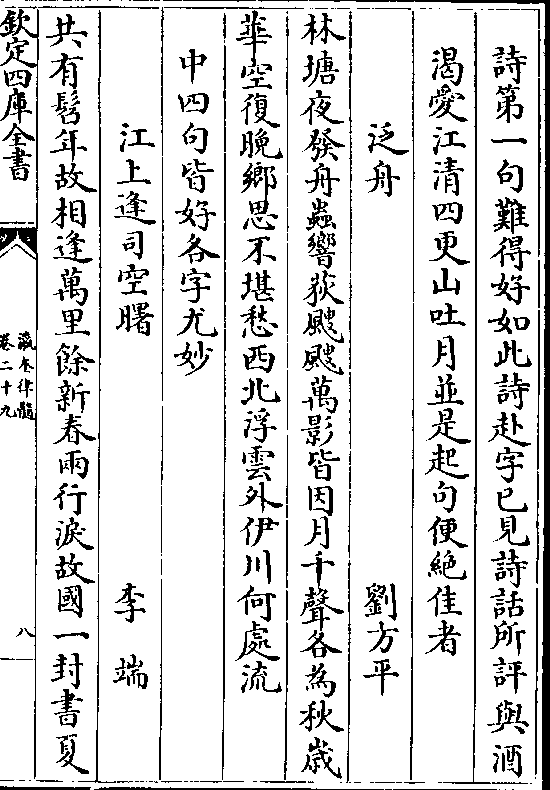 詩第一句難得好如此詩赴字已見詩話所評與酒
渴愛江清四更山吐月並是起句便絶佳者
泛舟　劉方平
林塘夜發舟蟲響荻颼颼萬影皆因月千聲各為秋歳
華空復晚鄉思不堪愁西北浮雲外伊川何處流
中四句皆好各字尤妙
江上逢司空曙　李端
共有髫年故相逢萬里餘新春兩行淚故國一封書夏
欽定四庫全書
瀛奎律髓
卷二十九
八